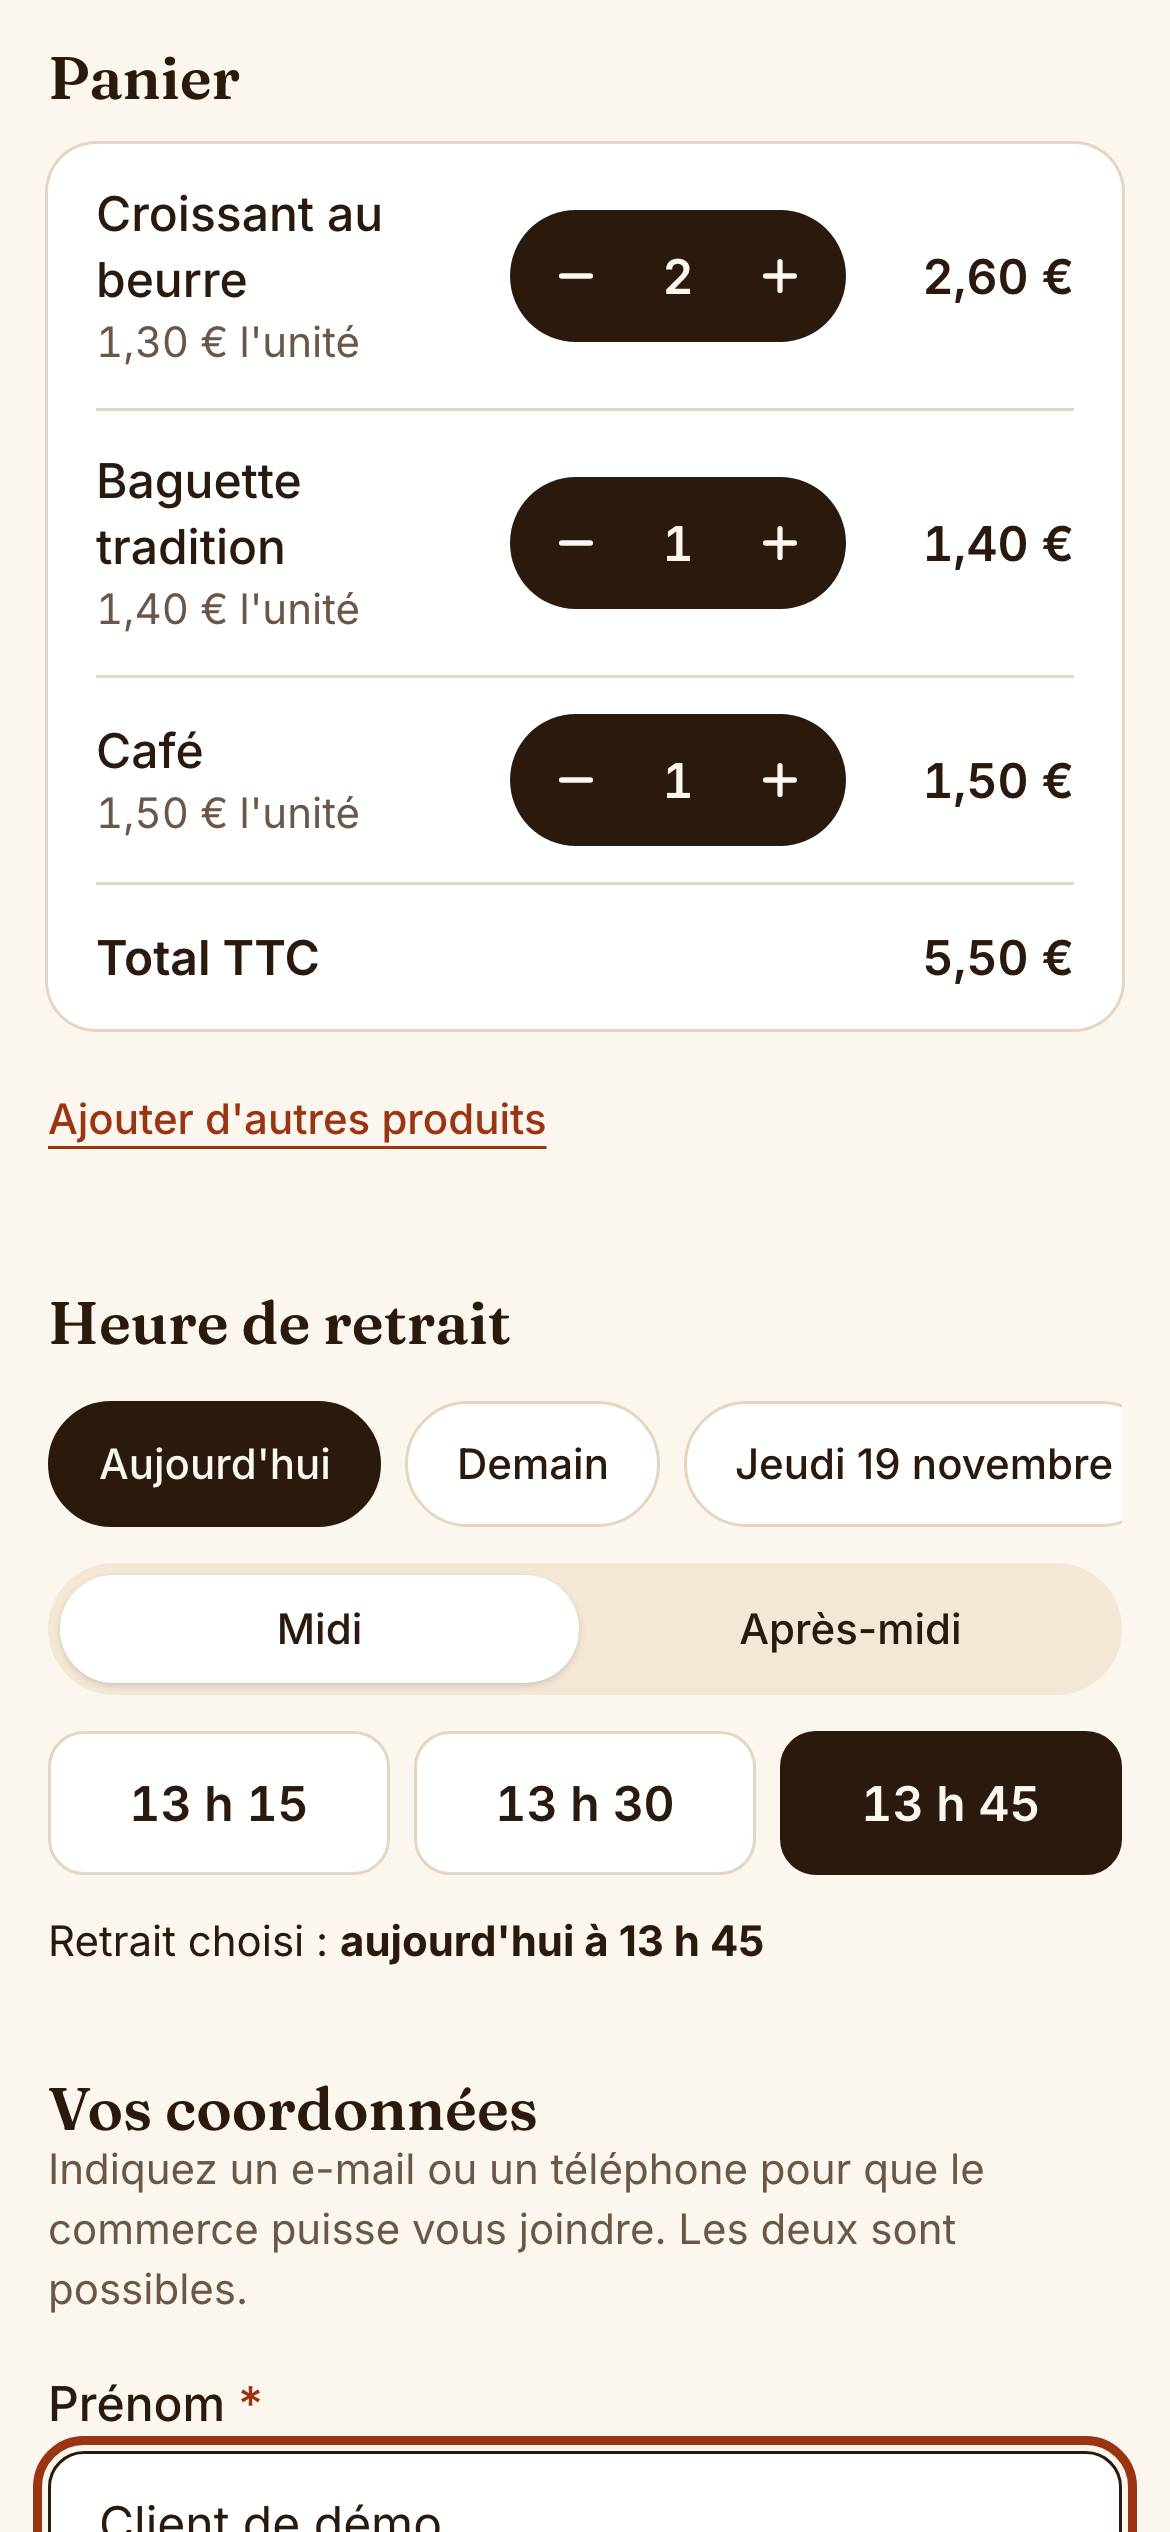 Panier
Croissant au
beurre
1,30 € l'unité
− 2 + 2,60 €
Baguette
tradition
1,40 € l'unité
− 1 + 1,40 €
Café
1,50 € l'unité
− 1 + 1,50 €
Total TTC 5,50 €
Ajouter d'autres produits
Heure de retrait
Aujourd'hui Demain Jeudi 19 novembre
Midi Après-midi
13 h 15 13 h 30 13 h 45
Retrait choisi : aujourd'hui à 13 h 45
Vos coordonnées
Indiquez un e-mail ou un téléphone pour que le
commerce puisse vous joindre. Les deux sont
possibles.
Prénom *
Client de démo